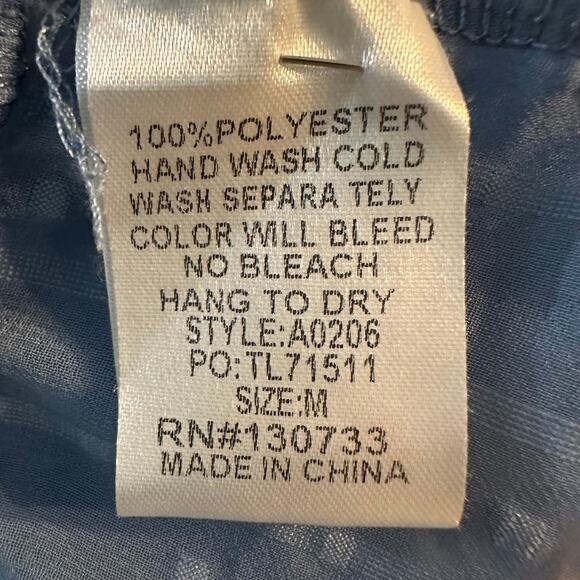 100%POLYESTER
HAND WASH COLD
WASH SEPARA TELY
COLOR WILL BLEED
NO BLEACH
HANG TO DRY
STYLE:A0206
PO:TL71511
SIZE:M
RN#130733
MADE IN CHINA